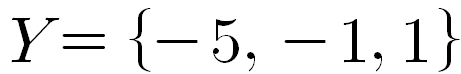 Y= {− 5, − 1, 1}